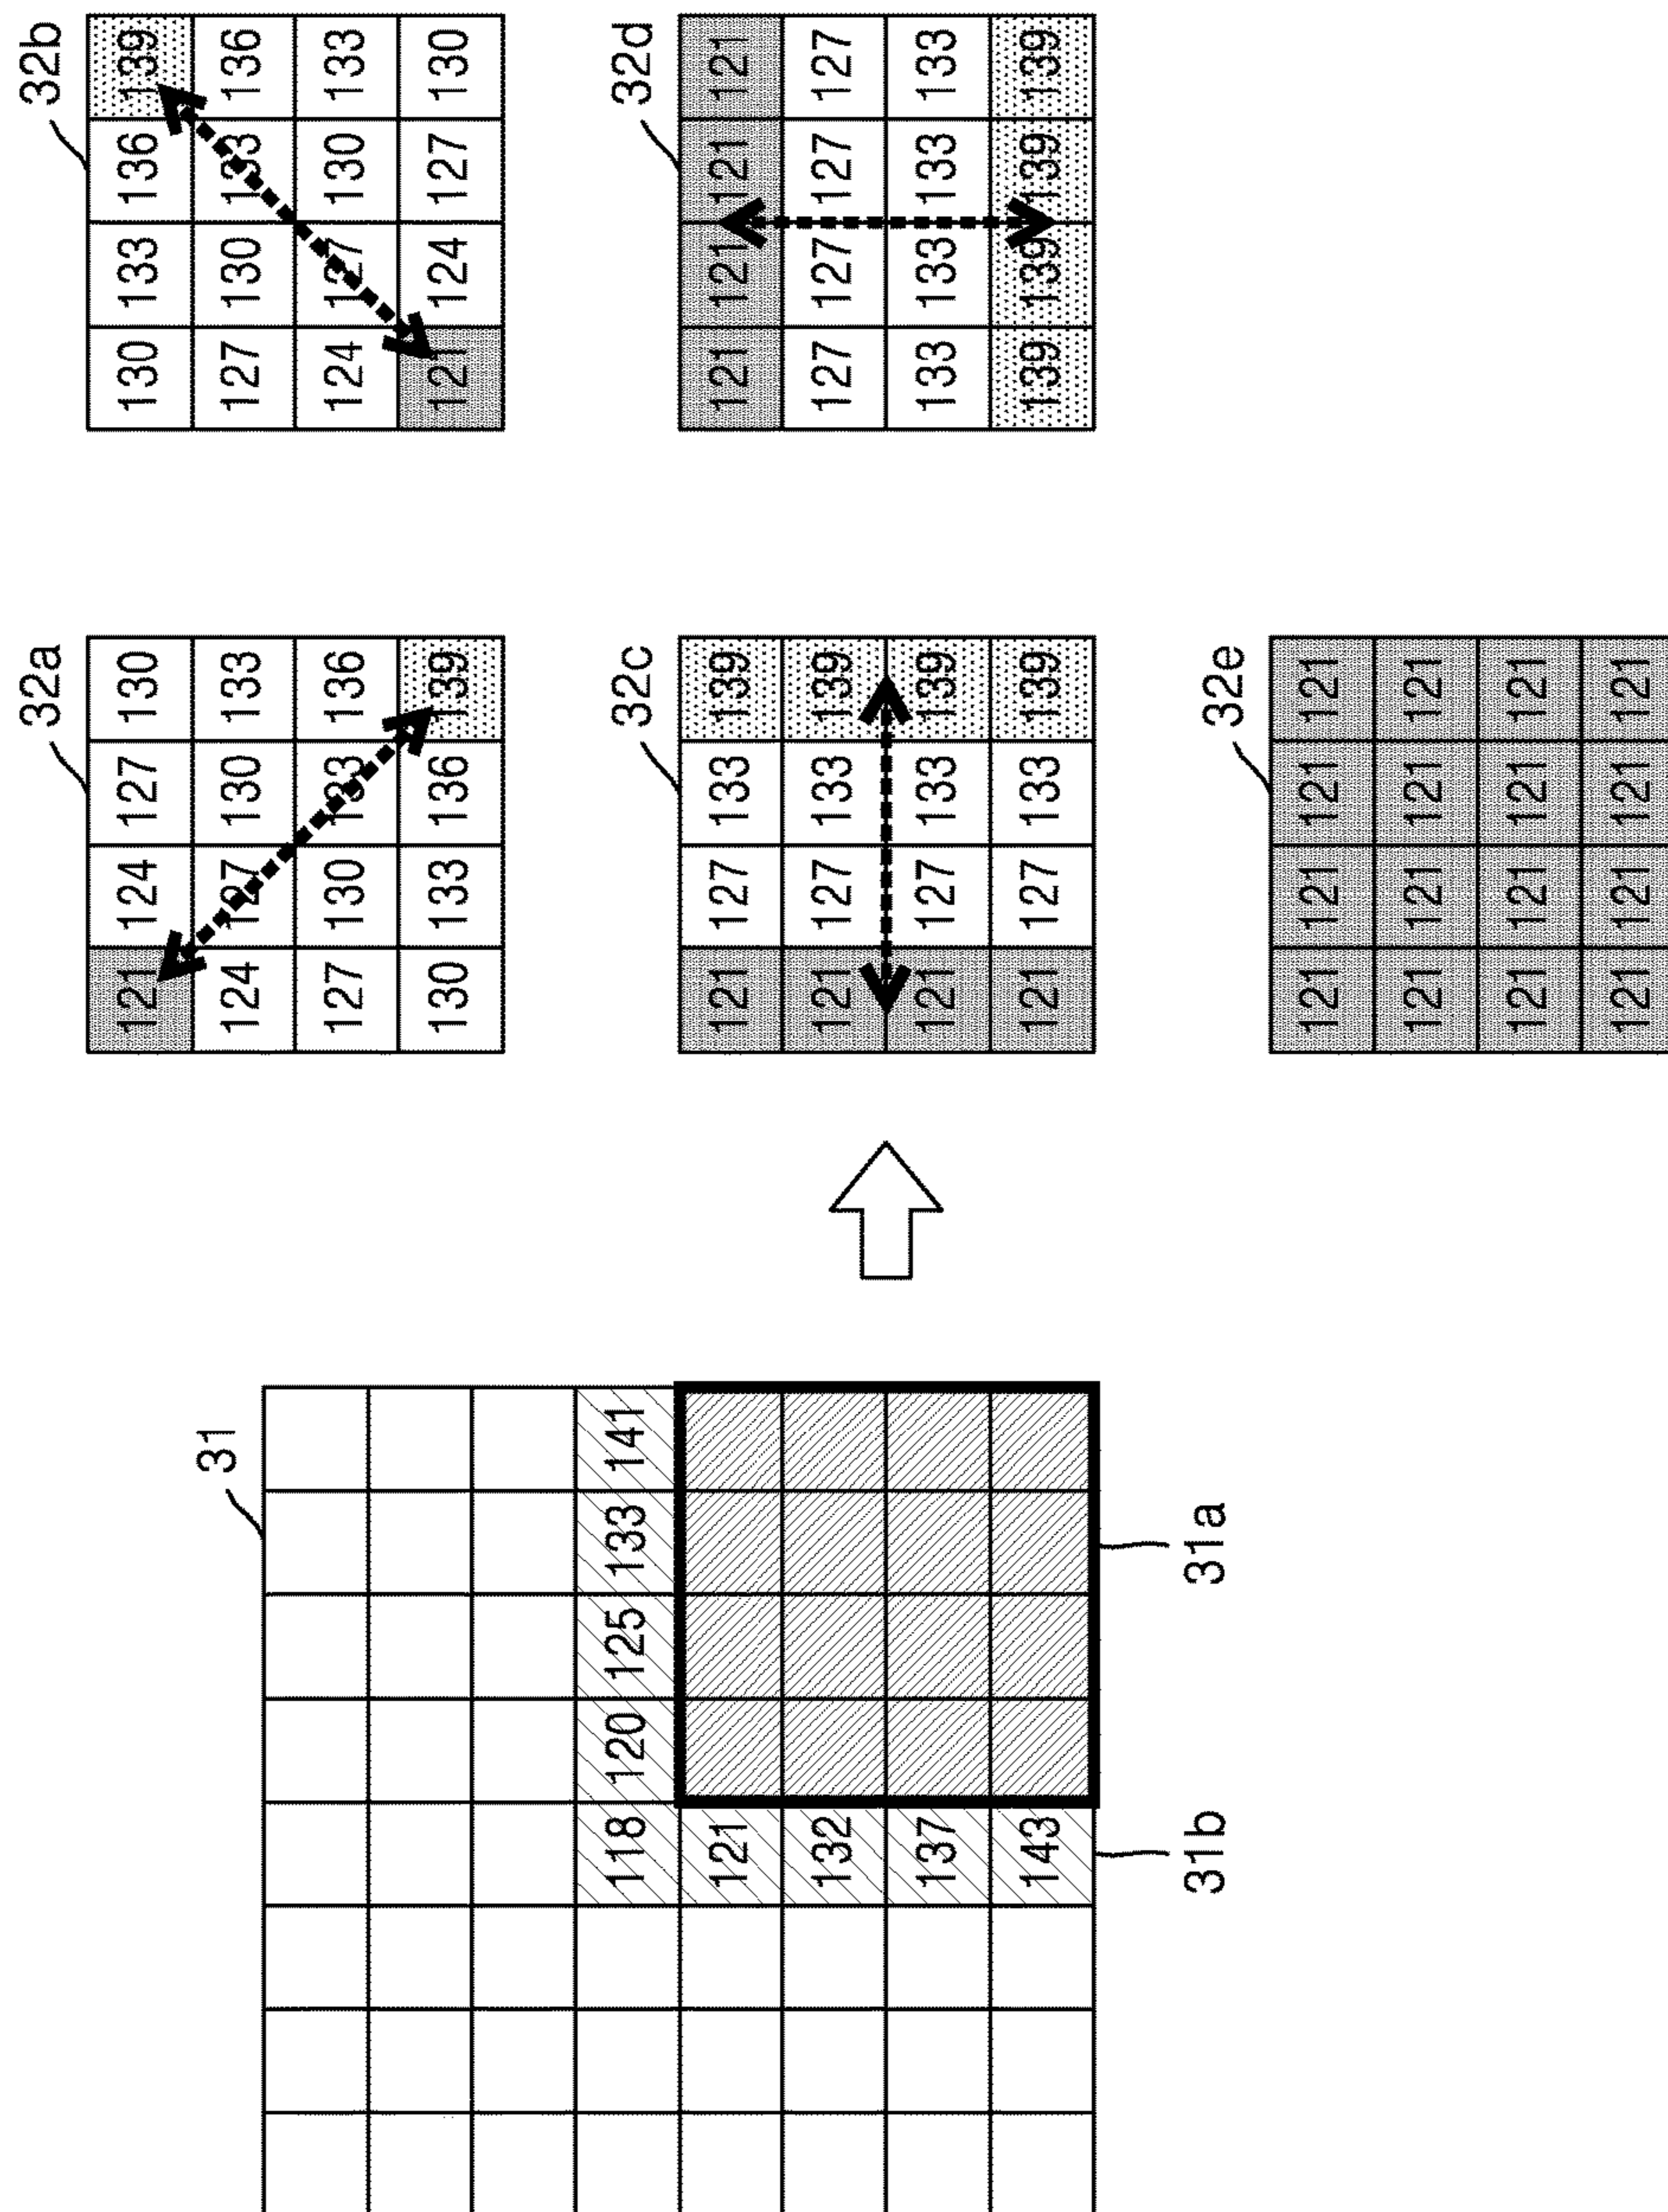 31
118 120 125 133 141
121
132
137
143
31b 31a
32a
121 124 127 130
124 127 130 133
127 130 133 136
130 133 136 139
32b
130 133 136 139
127 130 133 136
124 127 130 133
121 124 127 130
32c
121 127 133 139
121 127 133 139
121 127 133 139
121 127 133 139
32d
121 121 121 121
127 127 127 127
133 133 133 133
139 139 139 139
32e
121 121 121 121
121 121 121 121
121 121 121 121
121 121 121 121